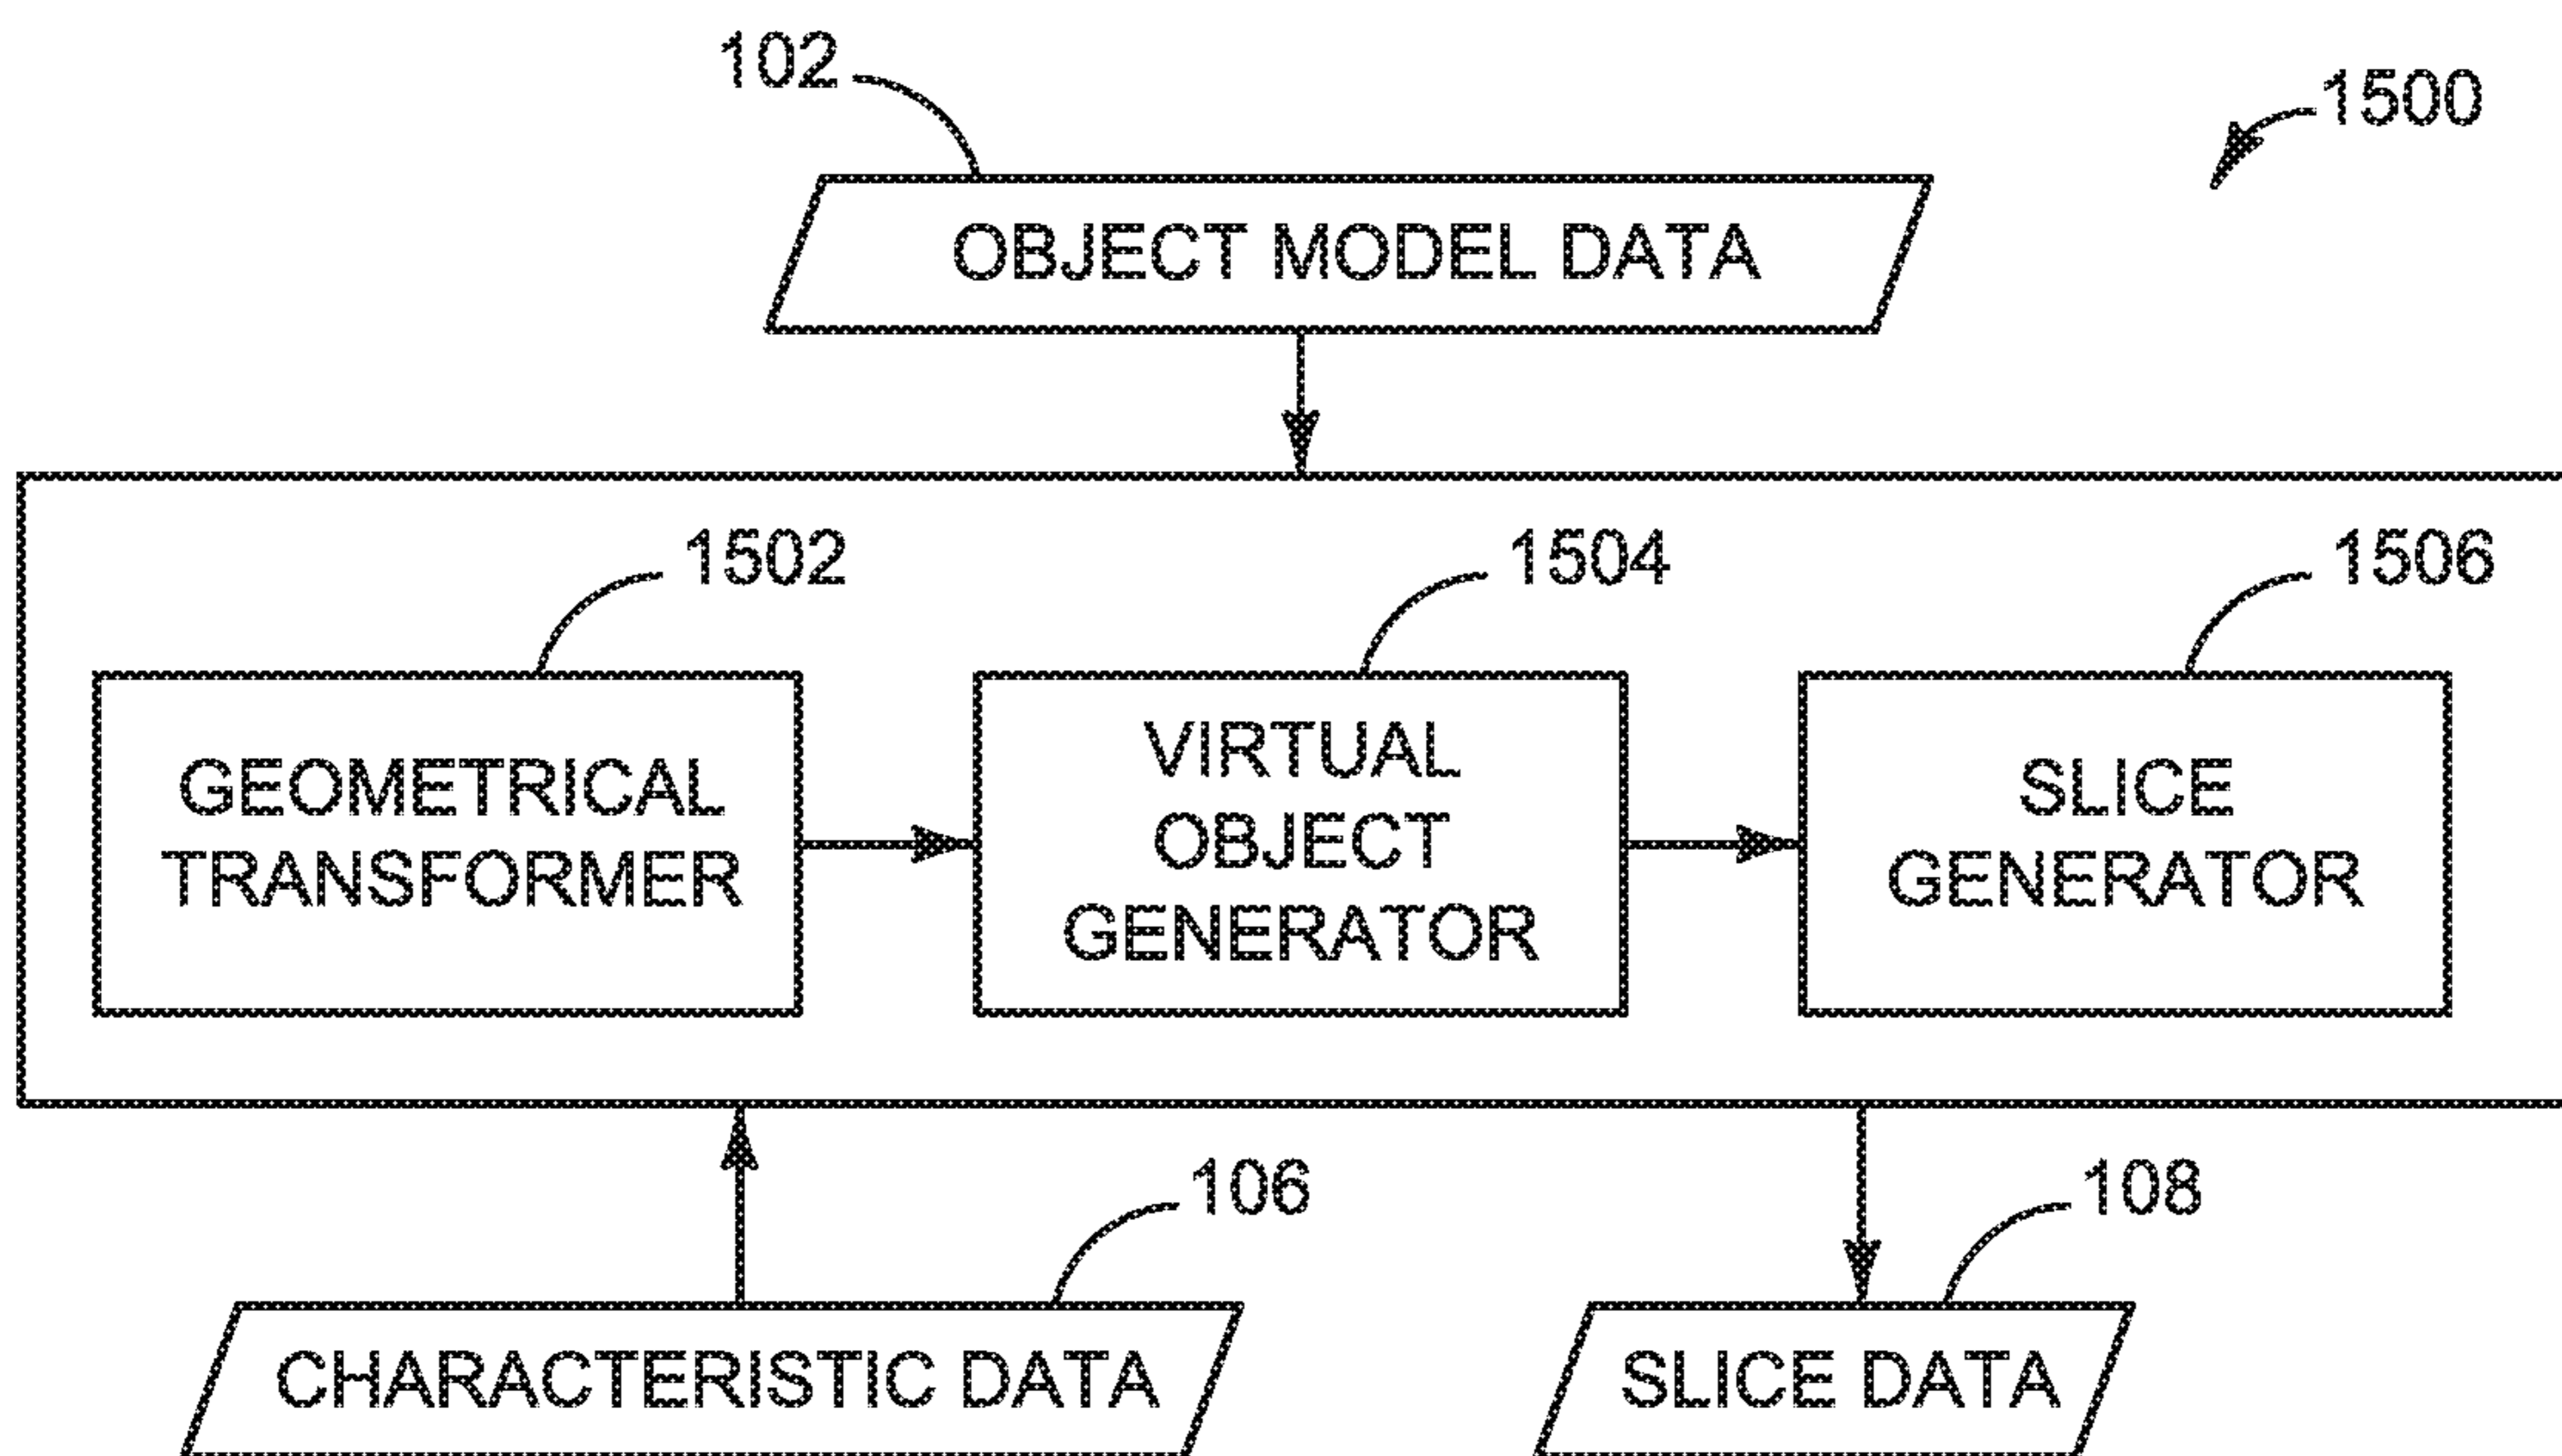 102
1500
OBJECT MODEL DATA
1502
1504
1506
GEOMETRICAL
TRANSFORMER
VIRTUAL
OBJECT
GENERATOR
SLICE
GENERATOR
106
108
CHARACTERISTIC DATA
SLICE DATA